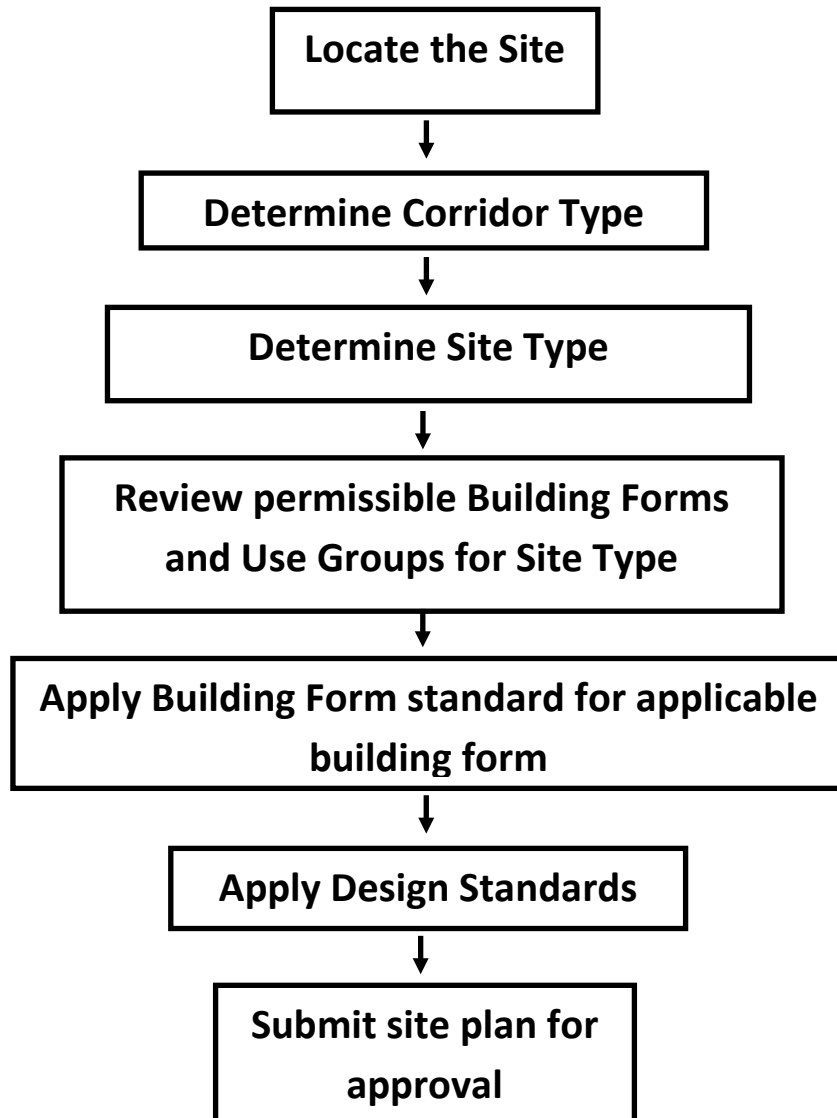 Locate the Site
Determine Corridor Type
Determine Site Type
Review permissible Building Forms
and Use Groups for Site Type
Apply Building Form standard for applicable
building form
Apply Design Standards
Submit site plan for
approval